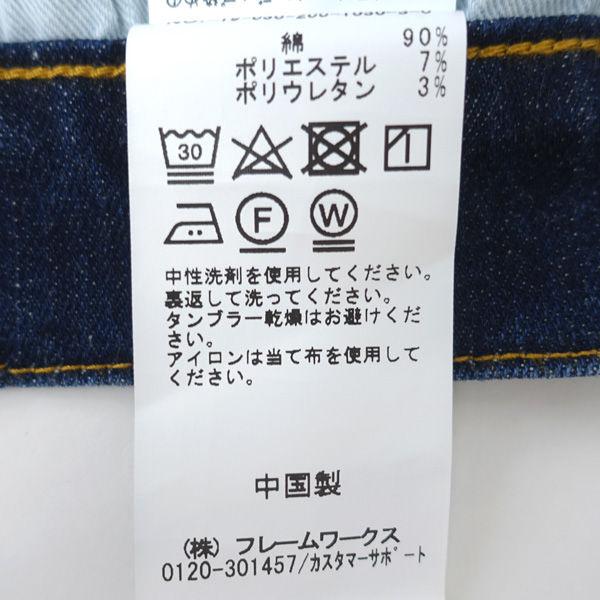 綿 90%
ポリエステル 7%
ポリウレタン 3%
30
F W
中性洗剤を使用してください。
裏返して洗ってください。
タンブラー乾燥はお避けくだ
さい。
アイロンは当て布を使用して
ください。
中国製
(株) フレームワークス
0120-301457/カスタマーサポート